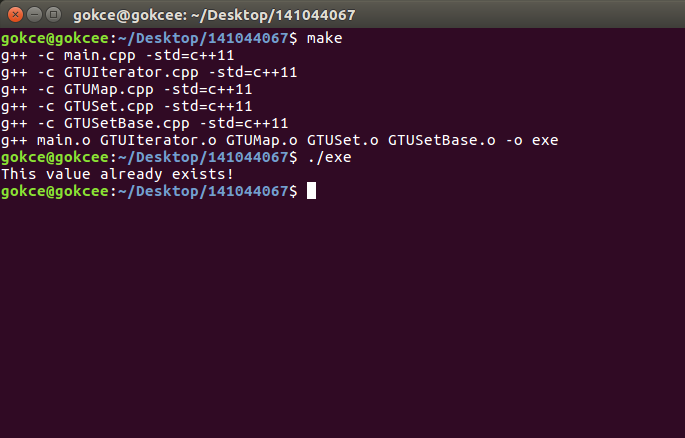 gokce@gokcee: ~/Desktop/141044067
gokce@gokcee:~/Desktop/141044067$ make
g++ -c main.cpp -std=c++11
g++ -c GTUIterator.cpp -std=c++11
g++ -c GTUMap.cpp -std=c++11
g++ -c GTUSet.cpp -std=c++11
g++ -c GTUSetBase.cpp -std=c++11
g++ main.o GTUIterator.o GTUMap.o GTUSet.o GTUSetBase.o -o exe
gokce@gokcee:~/Desktop/141044067$ ./exe
This value already exists!
gokce@gokcee:~/Desktop/141044067$